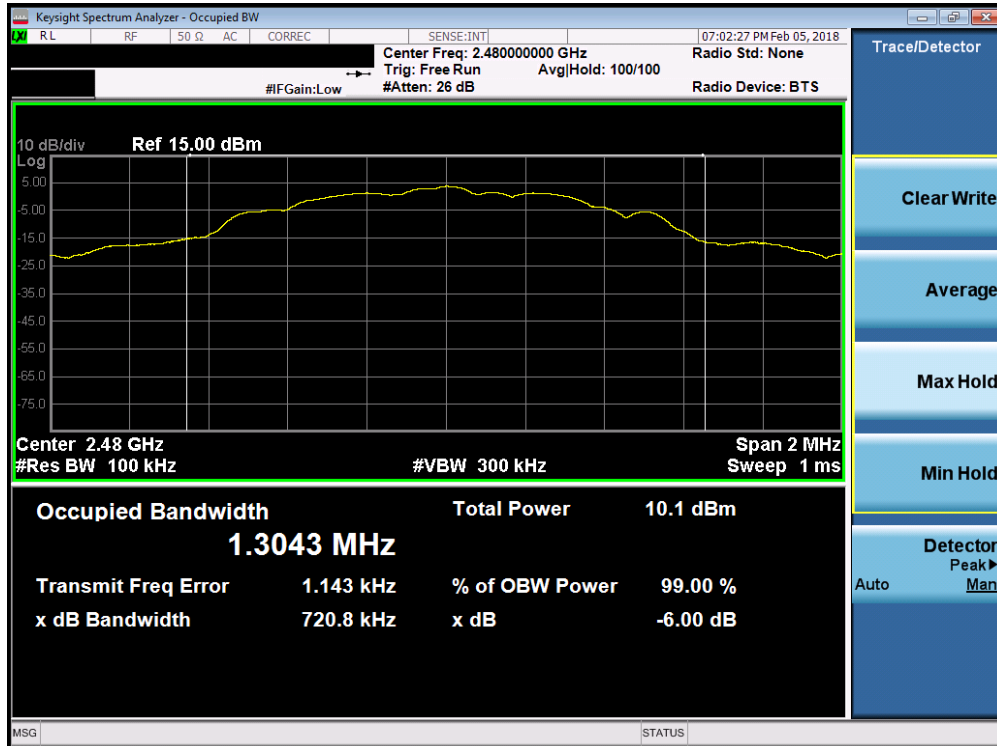 Keysight Spectrum Analyzer - Occupied BW
LXI RL RF 50 Ω AC CORREC SENSE:INT 07:02:27 PM Feb 05, 2018
Center Freq: 2.480000000 GHz Radio Std: None
Trig: Free Run Avg|Hold: 100/100
#IFGain:Low #Atten: 26 dB Radio Device: BTS
Trace/Detector
10 dB/div Ref 15.00 dBm
Log
5.00
-5.00
-15.0
-25.0
-35.0
-45.0
-55.0
-65.0
-75.0
Center 2.48 GHz Span 2 MHz
#Res BW 100 kHz #VBW 300 kHz Sweep 1 ms
Occupied Bandwidth Total Power 10.1 dBm
1.3043 MHz
Transmit Freq Error 1.143 kHz % of OBW Power 99.00 %
x dB Bandwidth 720.8 kHz x dB -6.00 dB
Clear Write
Average
Max Hold
Min Hold
Detector
Peak▶
Auto Man
MSG STATUS